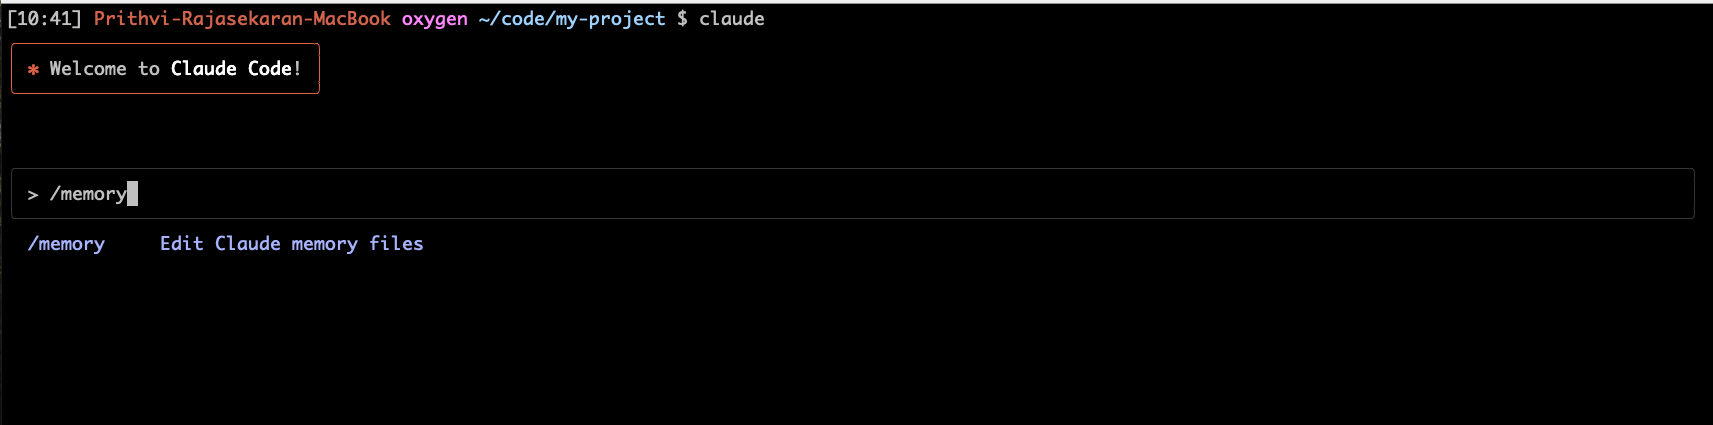 [10:41] Prithvi-Rajasekaran-MacBook oxygen ~/code/my-project $ claude
* Welcome to Claude Code!
> /memory
/memory Edit Claude memory files